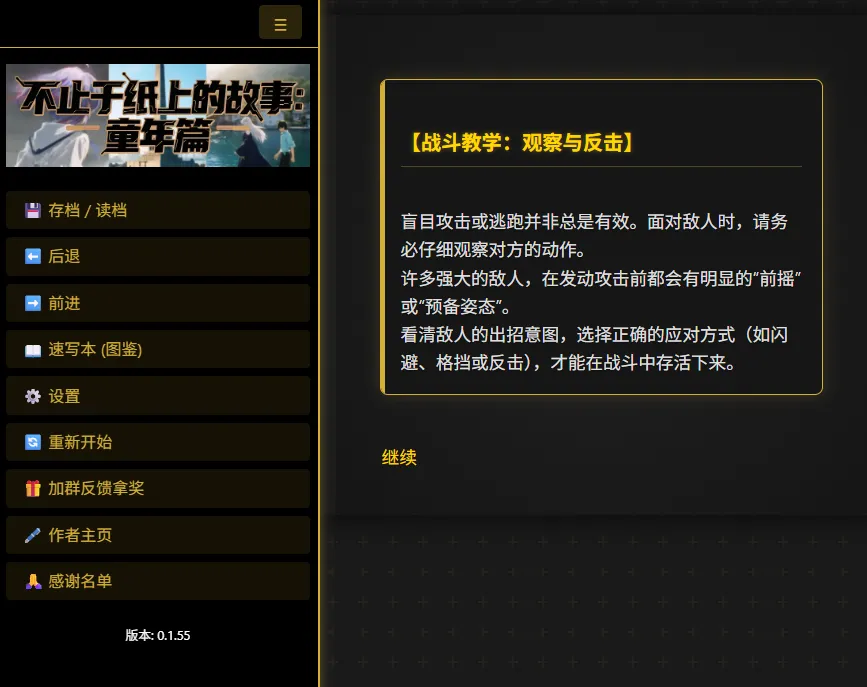 ☰
不止于纸上的故事:
童年篇
存档 / 读档
后退
前进
速写本 (图鉴)
设置
重新开始
加群反馈拿奖
作者主页
感谢名单
版本: 0.1.55
【战斗教学：观察与反击】
盲目攻击或逃跑并非总是有效。面对敌人时，请务
必仔细观察对方的动作。
许多强大的敌人，在发动攻击前都会有明显的“前摇”
或“预备姿态”。
看清敌人的出招意图，选择正确的应对方式（如闪
避、格挡或反击），才能在战斗中存活下来。
继续